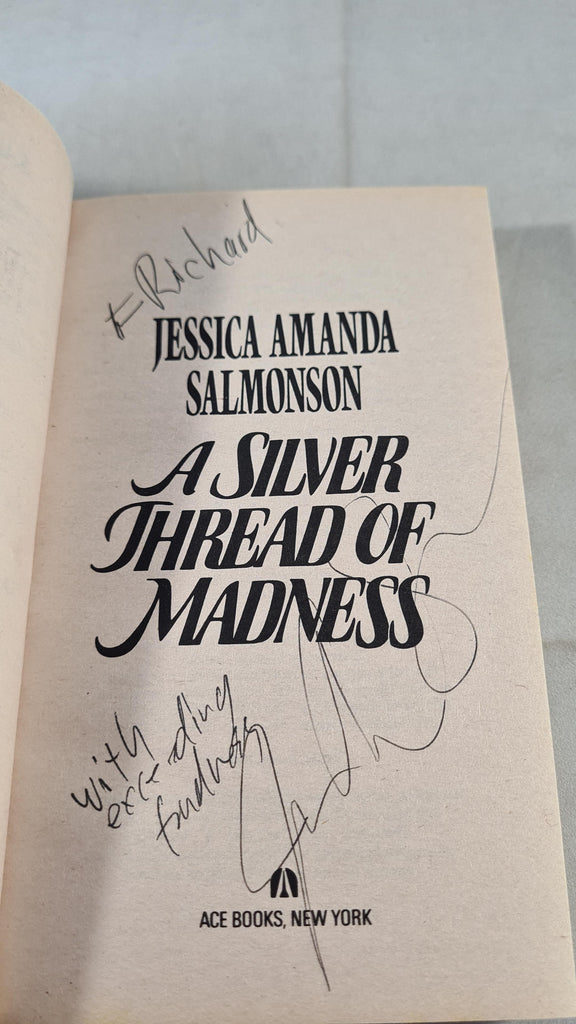 to Richard
JESSICA AMANDA
SALMONSON
A SILVER
THREAD OF
MADNESS
with
exceeding
fondness
ACE BOOKS, NEW YORK